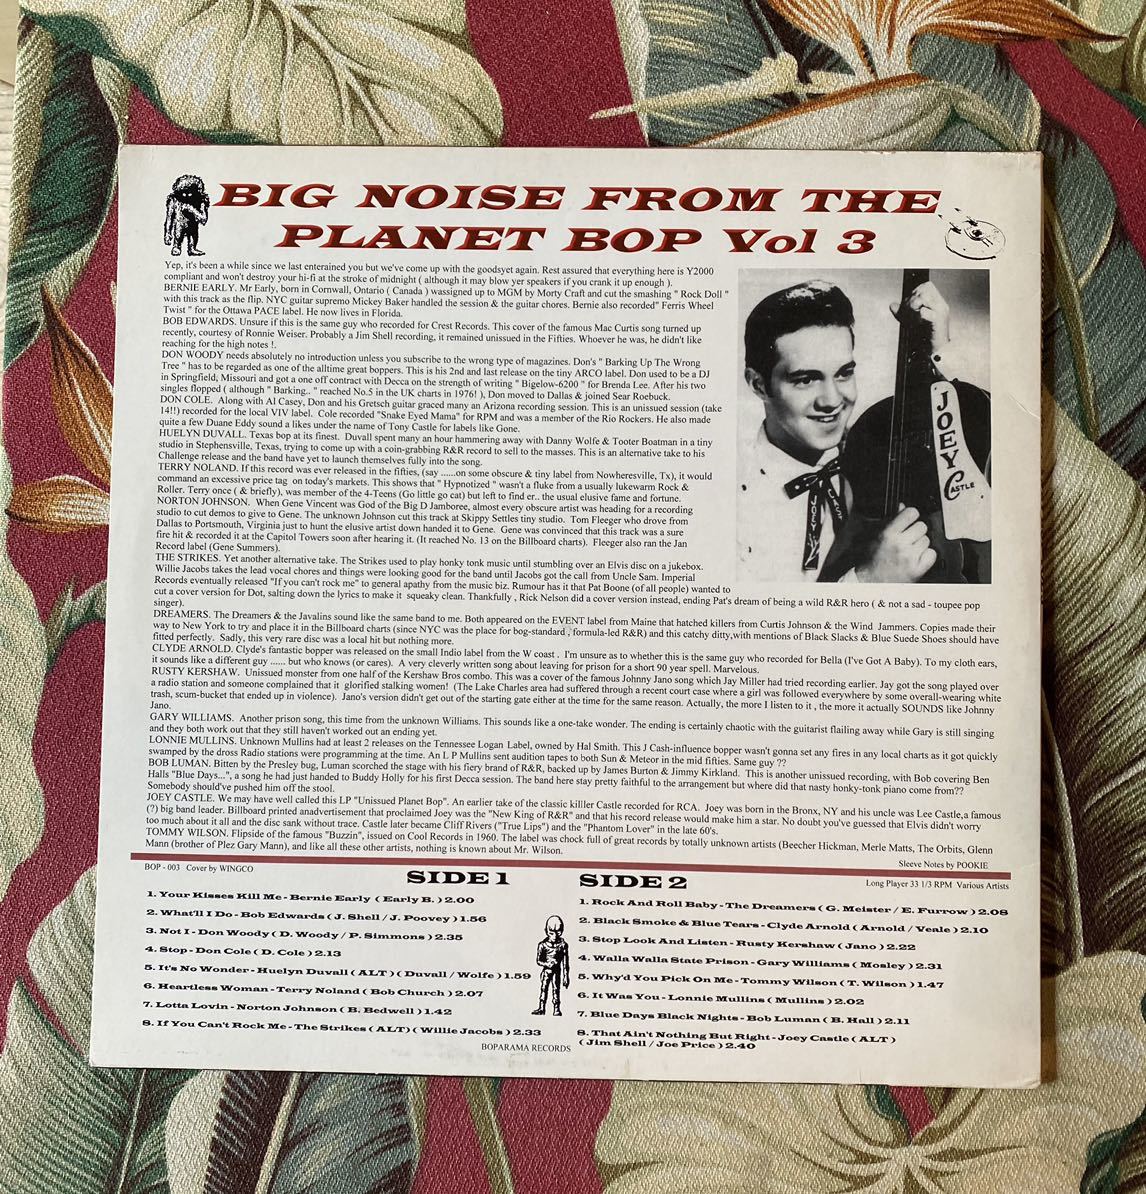 BIG NOISE FROM THE
PLANET BOP Vol 3
Yep, it's been a while since we last enterained you but we've come up with the goodsyet again. Rest assured that everything here is Y2000
compliant and won't destroy your hi-fi at the stroke of midnight ( although it may blow yer speakers if you crank it up enough ).
BERNIE EARLY. Mr Early, born in Cornwall, Ontario ( Canada ) wassigned up to MGM by Morty Craft and cut the smashing " Rock Doll "
with this track as the flip. NYC guitar supremo Mickey Baker handled the session & the guitar chores. Bernie also recorded" Ferris Wheel
Twist " for the Ottawa PACE label. He now lives in Florida.
BOB EDWARDS. Unsure if this is the same guy who recorded for Crest Records. This cover of the famous Mac Curtis song turned up
recently, courtesy of Ronnie Weiser. Probably a Jim Shell recording, it remained unissued in the Fifties. Whoever he was, he didn't like
reaching for the high notes !.
DON WOODY needs absolutely no introduction unless you subscribe to the wrong type of magazines. Don's " Barking Up The Wrong
Tree " has to be regarded as one of the alltime great boppers. This is his 2nd and last release on the tiny ARCO label. Don used to be a DJ
in Springfield, Missouri and got a one off contract with Decca on the strength of writing " Bigelow-6200 " for Brenda Lee. After his two
singles flopped ( although " Barking.. " reached No.5 in the UK charts in 1976! ), Don moved to Dallas & joined Sear Roebuck.
DON COLE. Along with Al Casey, Don and his Gretsch guitar graced many an Arizona recording session. This is an unissued session (take
14!!) recorded for the local VIV label. Cole recorded "Snake Eyed Mama" for RPM and was a member of the Rio Rockers. He also made
quite a few Duane Eddy sound a likes under the name of Tony Castle for labels like Gone.
HUELYN DUVALL. Texas bop at its finest. Duvall spent many an hour hammering away with Danny Wolfe & Tooter Boatman in a tiny
studio in Stephensville, Texas, trying to come up with a coin-grabbing R&R record to sell to the masses. This is an alternative take to his
Challenge release and the band have yet to launch themselves fully into the song.
TERRY NOLAND. If this record was ever released in the fifties, (say ......on some obscure & tiny label from Nowheresville, Tx), it would
command an excessive price tag on today's markets. This shows that " Hypnotized " wasn't a fluke from a usually lukewarm Rock &
Roller. Terry once ( & briefly), was member of the 4-Teens (Go little go cat) but left to find er.. the usual elusive fame and fortune.
NORTON JOHNSON. When Gene Vincent was God of the Big D Jamboree, almost every obscure artist was heading for a recording
studio to cut demos to give to Gene. The unknown Johnson cut this track at Skippy Settles tiny studio. Tom Fleeger who drove from
Dallas to Portsmouth, Virginia just to hunt the elusive artist down handed it to Gene. Gene was convinced that this track was a sure
fire hit & recorded it at the Capitol Towers soon after hearing it. (It reached No. 13 on the Billboard charts). Fleeger also ran the Jan
Record label (Gene Summers).
THE STRIKES. Yet another alternative take. The Strikes used to play honky tonk music until stumbling over an Elvis disc on a jukebox.
Willie Jacobs takes the lead vocal chores and things were looking good for the band until Jacobs got the call from Uncle Sam. Imperial
Records eventually released "If you can't rock me" to general apathy from the music biz. Rumour has it that Pat Boone (of all people) wanted to
cut a cover version for Dot, salting down the lyrics to make it squeaky clean. Thankfully , Rick Nelson did a cover version instead, ending Pat's dream of being a wild R&R hero ( & not a sad - toupee pop
singer).
DREAMERS. The Dreamers & the Javalins sound like the same band to me. Both appeared on the EVENT label from Maine that hatched killers from Curtis Johnson & the Wind Jammers. Copies made their
way to New York to try and place it in the Billboard charts (since NYC was the place for bog-standard , formula-led R&R) and this catchy ditty,with mentions of Black Slacks & Blue Suede Shoes should have
fitted perfectly. Sadly, this very rare disc was a local hit but nothing more.
CLYDE ARNOLD. Clyde's fantastic bopper was released on the small Indio label from the W coast . I'm unsure as to whether this is the same guy who recorded for Bella (I've Got A Baby). To my cloth ears,
it sounds like a different guy ...... but who knows (or cares). A very cleverly written song about leaving for prison for a short 90 year spell. Marvelous.
RUSTY KERSHAW. Unissued monster from one half of the Kershaw Bros combo. This was a cover of the famous Johnny Jano song which Jay Miller had tried recording earlier. Jay got the song played over
a radio station and someone complained that it glorified stalking women! (The Lake Charles area had suffered through a recent court case where a girl was followed everywhere by some overall-wearing white
trash, scum-bucket that ended up in violence). Jano's version didn't get out of the starting gate either at the time for the same reason. Actually, the more I listen to it , the more it actually SOUNDS like Johnny
Jano.
GARY WILLIAMS. Another prison song, this time from the unknown Williams. This sounds like a one-take wonder. The ending is certainly chaotic with the guitarist flailing away while Gary is still singing
and they both work out that they still haven't worked out an ending yet.
LONNIE MULLINS. Unknown Mullins had at least 2 releases on the Tennessee Logan Label, owned by Hal Smith. This J Cash-influence bopper wasn't gonna set any fires in any local charts as it got quickly
swamped by the dross Radio stations were programming at the time. An L P Mullins sent audition tapes to both Sun & Meteor in the mid fifties. Same guy ??
BOB LUMAN. Bitten by the Presley bug, Luman scorched the stage with his fiery brand of R&R, backed up by James Burton & Jimmy Kirkland. This is another unissued recording, with Bob covering Ben
Halls "Blue Days...", a song he had just handed to Buddy Holly for his first Decca session. The band here stay pretty faithful to the arrangement but where did that nasty honky-tonk piano come from??
Somebody should've pushed him off the stool.
JOEY CASTLE. We may have well called this LP "Unissued Planet Bop". An earlier take of the classic killler Castle recorded for RCA. Joey was born in the Bronx, NY and his uncle was Lee Castle,a famous
(?) big band leader. Billboard printed anadvertisement that proclaimed Joey was the "New King of R&R" and that his record release would make him a star. No doubt you've guessed that Elvis didn't worry
too much about it all and the disc sank without trace. Castle later became Cliff Rivers ("True Lips") and the "Phantom Lover" in the late 60's.
TOMMY WILSON. Flipside of the famous "Buzzin", issued on Cool Records in 1960. The label was chock full of great records by totally unknown artists (Beecher Hickman, Merle Matts, The Orbits, Glenn
Mann (brother of Plez Gary Mann), and like all these other artists, nothing is known about Mr. Wilson.
JOEY
CASTLE
JOEY
Sleeve Notes by POOKIE
BOP - 003 Cover by WINGCO
Long Player 33 1/3 RPM Various Artists
SIDE 1
1. Your Kisses Kill Me - Bernie Early ( Early B. ) 2.00
2. What'll I Do - Bob Edwards ( J. Shell / J. Poovey ) 1.56
3. Not I - Don Woody ( D. Woody / P. Simmons ) 2.35
4. Stop - Don Cole ( D. Cole ) 2.13
5. It's No Wonder - Huelyn Duvall ( ALT ) ( Duvall / Wolfe ) 1.59
6. Heartless Woman - Terry Noland ( Bob Church ) 2.07
7. Lotta Lovin - Norton Johnson ( B. Bedwell ) 1.42
8. If You Can't Rock Me - The Strikes ( ALT ) ( Willie Jacobs ) 2.33
SIDE 2
1. Rock And Roll Baby - The Dreamers ( G. Meister / E. Furrow ) 2.08
2. Black Smoke & Blue Tears - Clyde Arnold ( Arnold / Veale ) 2.10
3. Stop Look And Listen - Rusty Kershaw ( Jano ) 2.22
4. Walla Walla State Prison - Gary Williams ( Mosley ) 2.31
5. Why'd You Pick On Me - Tommy Wilson ( T. Wilson ) 1.47
6. It Was You - Lonnie Mullins ( Mullins ) 2.02
7. Blue Days Black Nights - Bob Luman ( B. Hall ) 2.11
8. That Ain't Nothing But Right - Joey Castle ( ALT )
( Jim Shell / Joe Price ) 2.40
BOPARAMA RECORDS